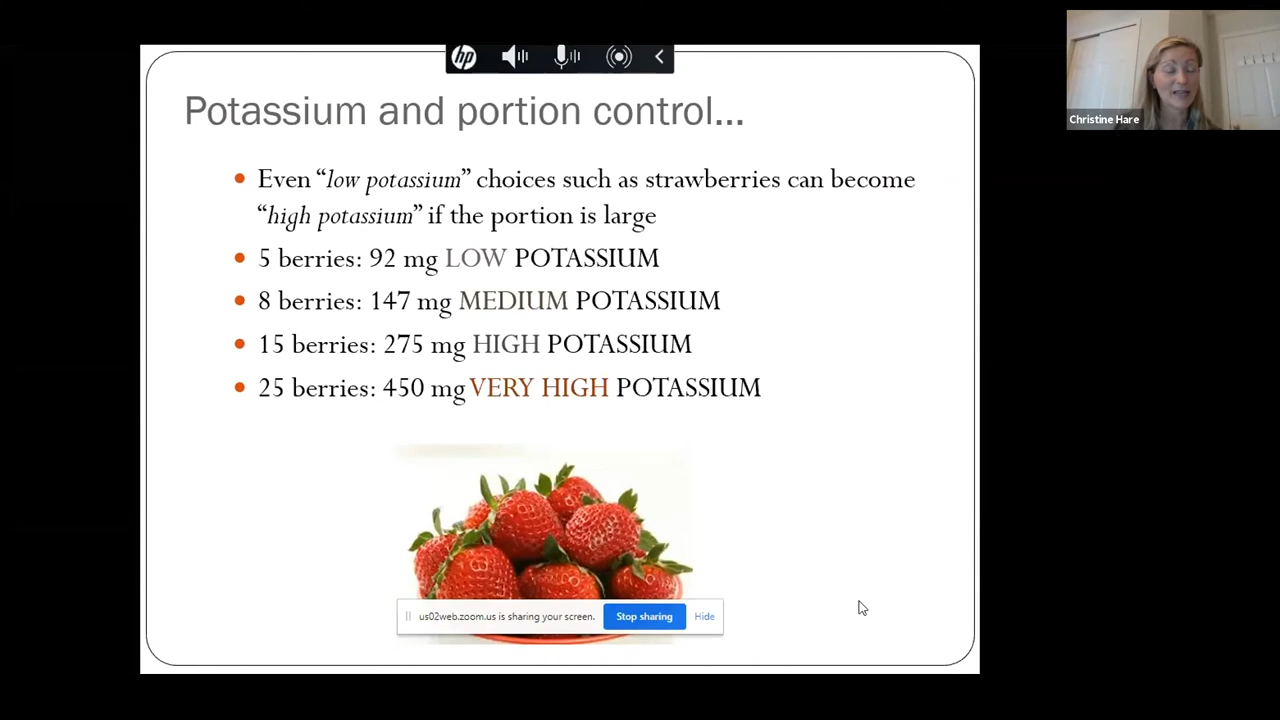 hp
Potassium and portion control...
• Even “low potassium” choices such as strawberries can become
“high potassium” if the portion is large
• 5 berries: 92 mg LOW POTASSIUM
• 8 berries: 147 mg MEDIUM POTASSIUM
• 15 berries: 275 mg HIGH POTASSIUM
• 25 berries: 450 mg VERY HIGH POTASSIUM
us02web.zoom.us is sharing your screen. Stop sharing Hide
Christine Hare